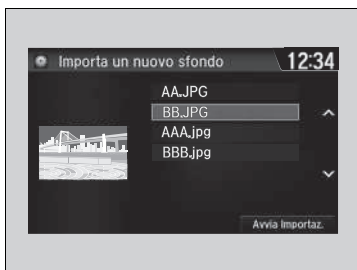 Importa un nuovo sfondo
12:34
AA.JPG
BB.JPG
AAA.jpg
BBB.jpg
Avvia Importaz.